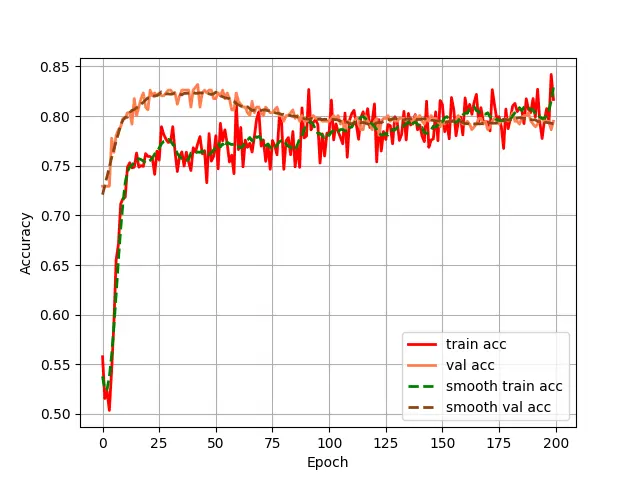 0.85
0.80
0.75
0.70
0.65
0.60
0.55
0.50
Accuracy
train acc
val acc
smooth train acc
smooth val acc
0 25 50 75 100 125 150 175 200
Epoch